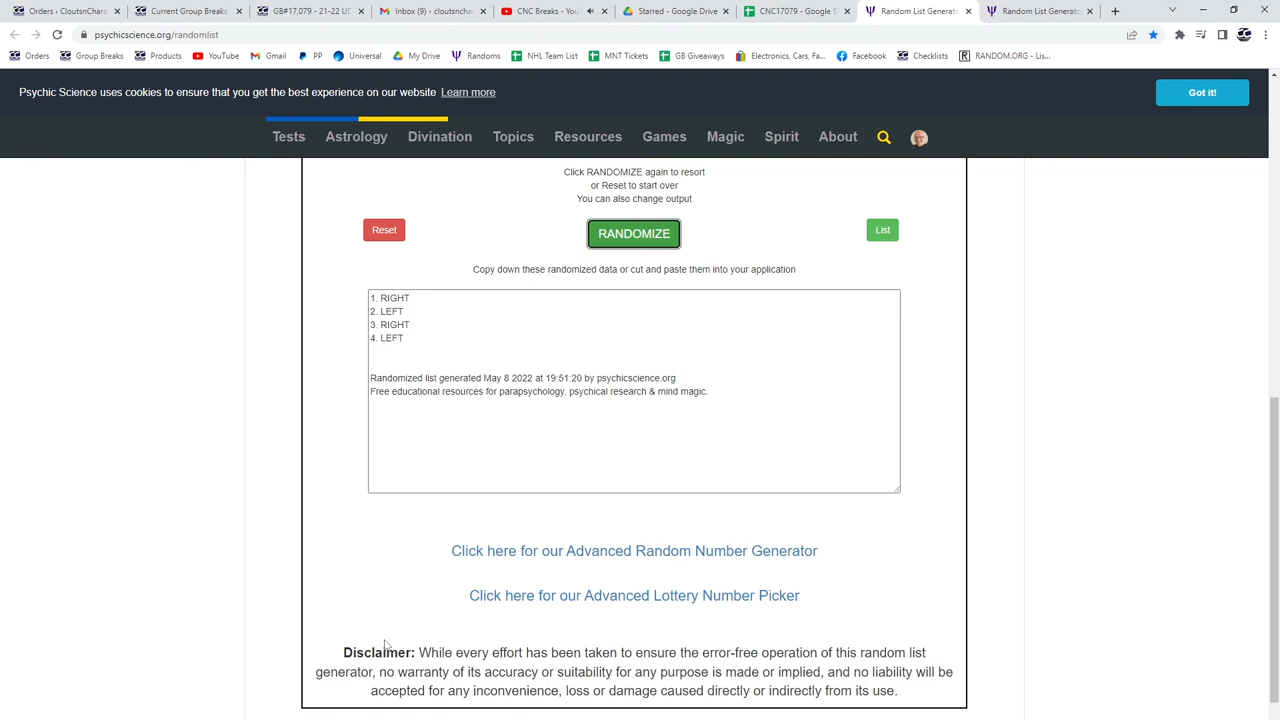 Orders < CloutsnChara
Current Group Breaks
GB#17,079 - 21-22 UD
Inbox (9) - cloutsnchar
CNC Breaks - You
Starred - Google Drive
CNC17079 - Google S
Random List Generato
Random List Generato
psychicscience.org/randomlist
Orders
Group Breaks
Products
YouTube
Gmail
PP
Universal
My Drive
Randoms
NHL Team List
MNT Tickets
GB Giveaways
Electronics, Cars, Fa...
Facebook
Checklists
RANDOM.ORG - Lis...
Psychic Science uses cookies to ensure that you get the best experience on our website Learn more
Got it!
Tests Astrology Divination Topics Resources Games Magic Spirit About
Click RANDOMIZE again to resort
or Reset to start over
You can also change output
Reset
RANDOMIZE
List
Copy down these randomized data or cut and paste them into your application
1. RIGHT
2. LEFT
3. RIGHT
4. LEFT
Randomized list generated May 8 2022 at 19:51:20 by psychicscience.org
Free educational resources for parapsychology, psychical research & mind magic.
Click here for our Advanced Random Number Generator
Click here for our Advanced Lottery Number Picker
Disclaimer: While every effort has been taken to ensure the error-free operation of this random list
generator, no warranty of its accuracy or suitability for any purpose is made or implied, and no liability will be
accepted for any inconvenience, loss or damage caused directly or indirectly from its use.